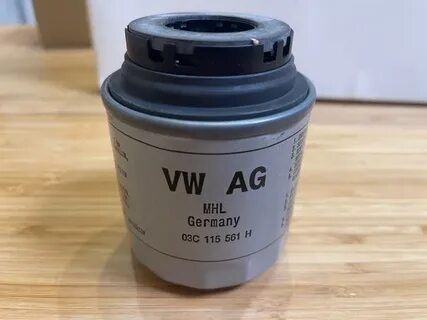 VW AG
MHL
Germany
03C 115 561 H